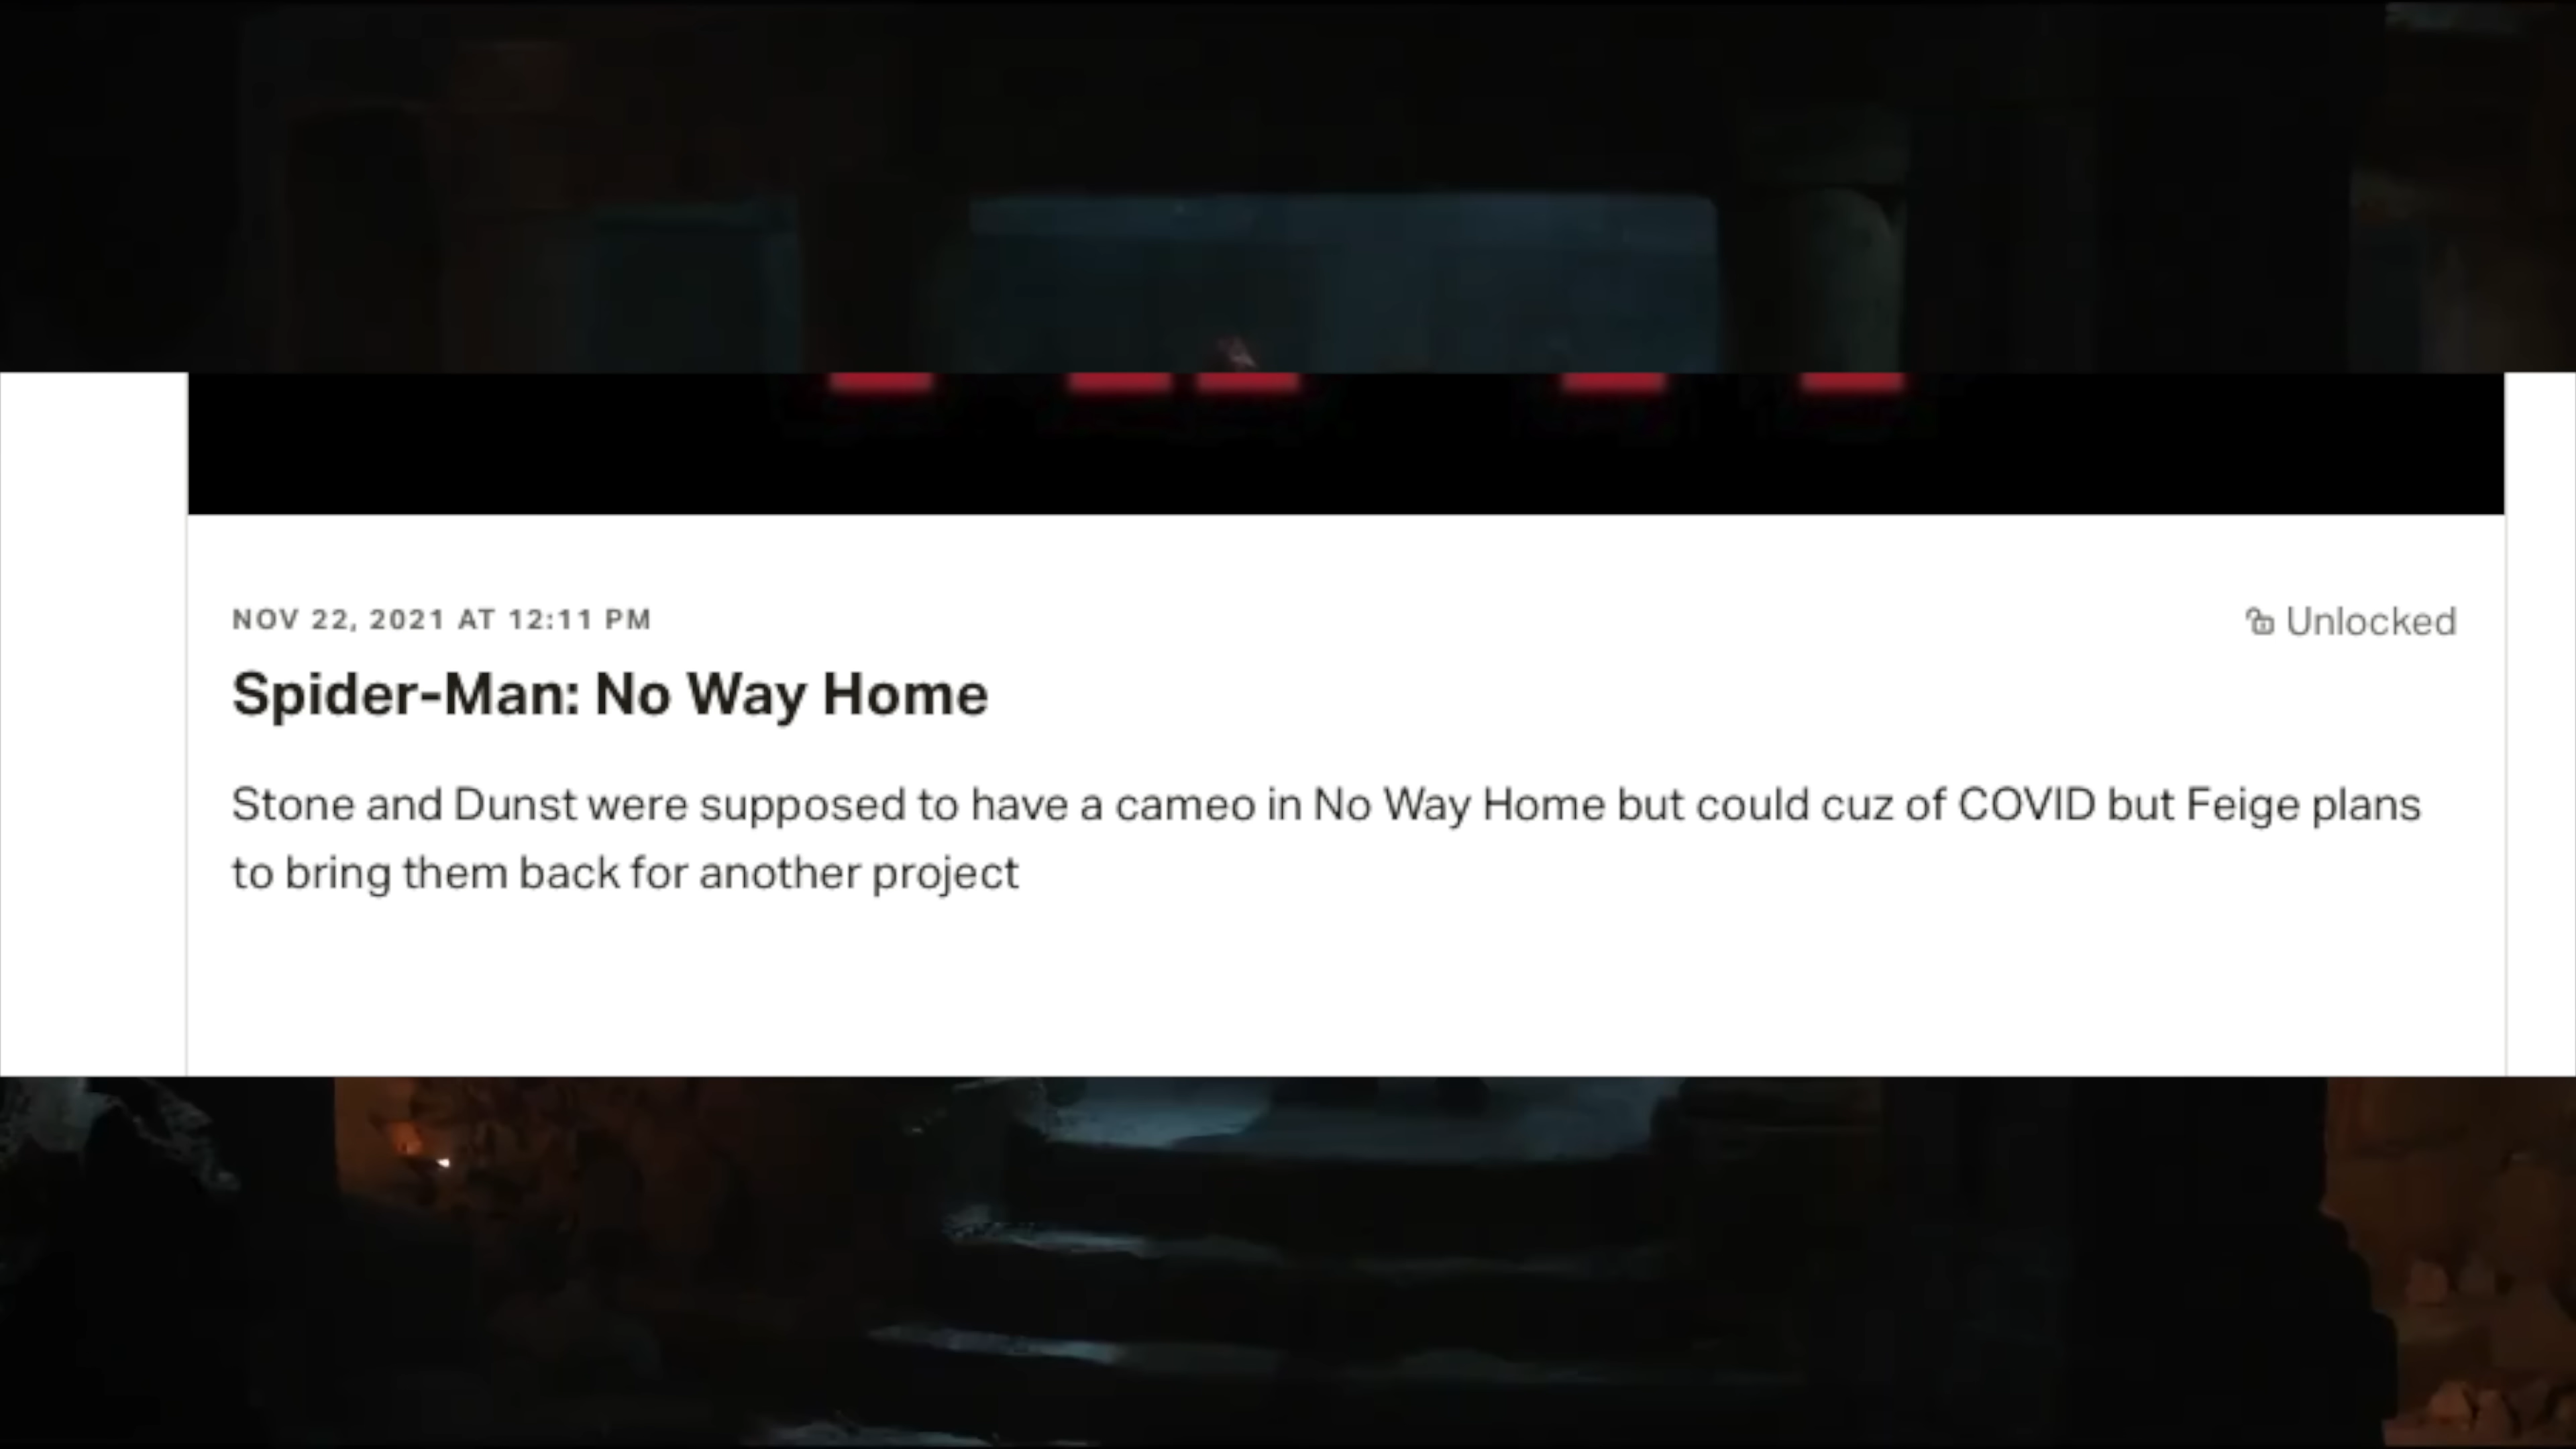 NOV 22, 2021 AT 12:11 PM
Unlocked
Spider-Man: No Way Home
Stone and Dunst were supposed to have a cameo in No Way Home but could cuz of COVID but Feige plans
to bring them back for another project